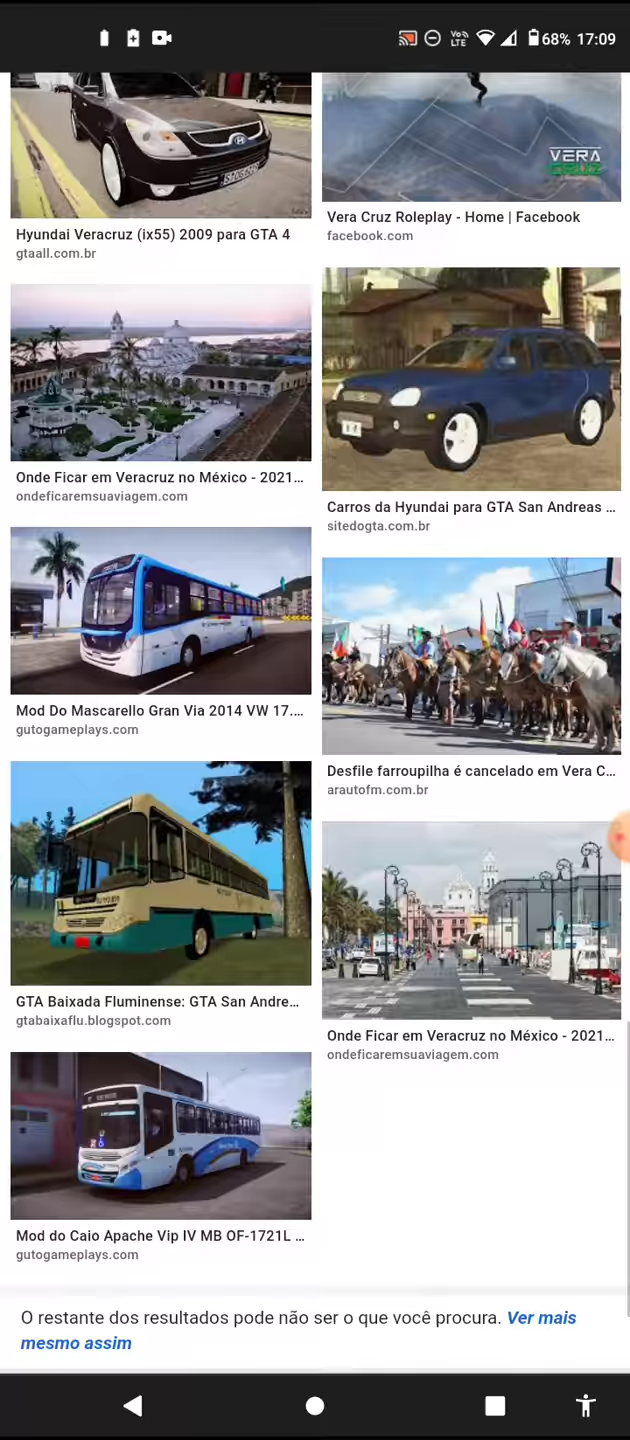 Vo)) LTE 68% 17:09
VERA
CRUZ
Hyundai Veracruz (ix55) 2009 para GTA 4
gtaall.com.br
Vera Cruz Roleplay - Home | Facebook
facebook.com
Onde Ficar em Veracruz no México - 2021...
ondeficaremsuaviagem.com
Carros da Hyundai para GTA San Andreas ...
sitedogta.com.br
Mod Do Mascarello Gran Via 2014 VW 17....
gutogameplays.com
Desfile farroupilha é cancelado em Vera C...
arautofm.com.br
GTA Baixada Fluminense: GTA San Andre...
gtabaixaflu.blogspot.com
Onde Ficar em Veracruz no México - 2021...
ondeficaremsuaviagem.com
Mod do Caio Apache Vip IV MB OF-1721L ...
gutogameplays.com
O restante dos resultados pode não ser o que você procura. Ver mais
mesmo assim